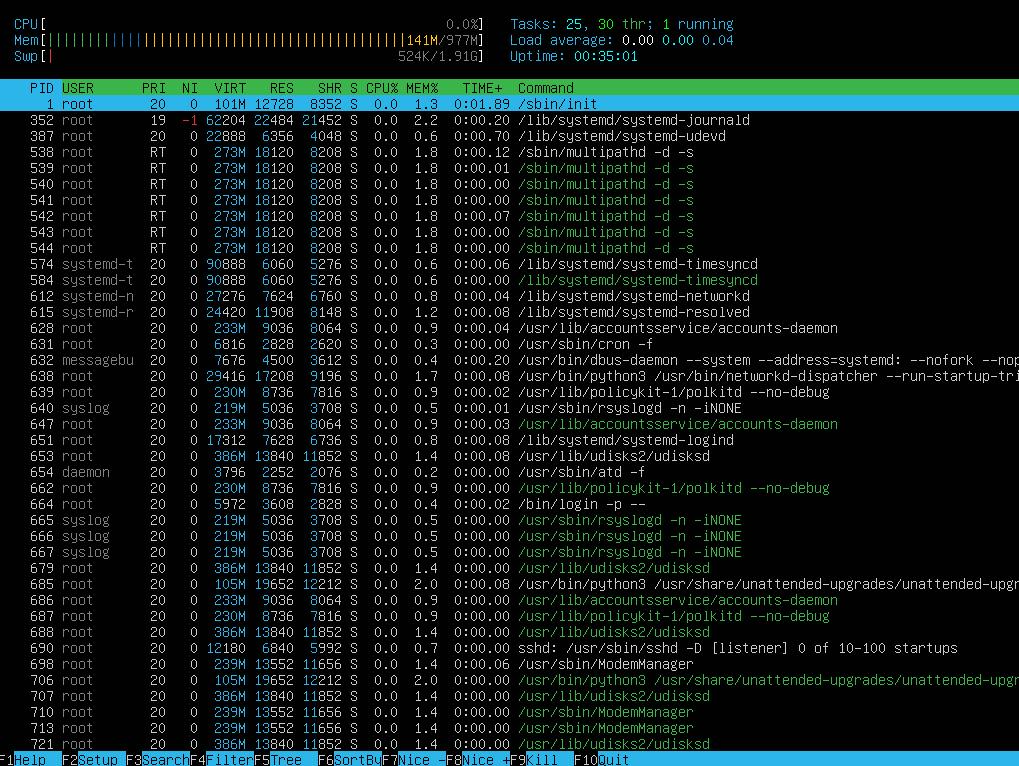 CPU[ 0.0%] Tasks: 25, 30 thr; 1 running
Mem[||||||||||||||||||||||||||||||||||||||||||||||141M/977M] Load average: 0.00 0.00 0.04
Swp[| 524K/1.91G] Uptime: 00:35:01
PID USER PRI NI VIRT RES SHR S CPU% MEM% TIME+ Command
1 root 20 0 101M 12728 8352 S 0.0 1.3 0:01.89 /sbin/init
352 root 19 -1 62204 22484 21452 S 0.0 2.2 0:00.20 /lib/systemd/systemd-journald
387 root 20 0 22888 6356 4048 S 0.0 0.6 0:00.70 /lib/systemd/systemd-udevd
538 root RT 0 273M 18120 8208 S 0.0 1.8 0:00.12 /sbin/multipathd -d -s
539 root RT 0 273M 18120 8208 S 0.0 1.8 0:00.01 /sbin/multipathd -d -s
540 root RT 0 273M 18120 8208 S 0.0 1.8 0:00.00 /sbin/multipathd -d -s
541 root RT 0 273M 18120 8208 S 0.0 1.8 0:00.00 /sbin/multipathd -d -s
542 root RT 0 273M 18120 8208 S 0.0 1.8 0:00.07 /sbin/multipathd -d -s
543 root RT 0 273M 18120 8208 S 0.0 1.8 0:00.00 /sbin/multipathd -d -s
544 root RT 0 273M 18120 8208 S 0.0 1.8 0:00.00 /sbin/multipathd -d -s
574 systemd-t 20 0 90888 6060 5276 S 0.0 0.6 0:00.06 /lib/systemd/systemd-timesyncd
584 systemd-t 20 0 90888 6060 5276 S 0.0 0.6 0:00.00 /lib/systemd/systemd-timesyncd
612 systemd-n 20 0 27276 7624 6760 S 0.0 0.8 0:00.04 /lib/systemd/systemd-networkd
615 systemd-r 20 0 24420 11908 8148 S 0.0 1.2 0:00.08 /lib/systemd/systemd-resolved
628 root 20 0 233M 9036 8064 S 0.0 0.9 0:00.04 /usr/lib/accountsservice/accounts-daemon
631 root 20 0 6816 2828 2620 S 0.0 0.3 0:00.00 /usr/sbin/cron -f
632 messagebu 20 0 7676 4500 3612 S 0.0 0.4 0:00.20 /usr/bin/dbus-daemon --system --address=systemd: --nofork --nop
638 root 20 0 29416 17208 9196 S 0.0 1.7 0:00.08 /usr/bin/python3 /usr/bin/networkd-dispatcher --run-startup-tri
639 root 20 0 230M 8736 7816 S 0.0 0.9 0:00.02 /usr/lib/policykit-1/polkitd --no-debug
640 syslog 20 0 219M 5036 3708 S 0.0 0.5 0:00.01 /usr/sbin/rsyslogd -n -iNONE
647 root 20 0 233M 9036 8064 S 0.0 0.9 0:00.03 /usr/lib/accountsservice/accounts-daemon
651 root 20 0 17312 7628 6736 S 0.0 0.8 0:00.08 /lib/systemd/systemd-logind
653 root 20 0 386M 13840 11852 S 0.0 1.4 0:00.08 /usr/lib/udisks2/udisksd
654 daemon 20 0 3796 2252 2076 S 0.0 0.2 0:00.00 /usr/sbin/atd -f
662 root 20 0 230M 8736 7816 S 0.0 0.9 0:00.00 /usr/lib/policykit-1/polkitd --no-debug
664 root 20 0 5972 3608 2828 S 0.0 0.4 0:00.02 /bin/login -p --
665 syslog 20 0 219M 5036 3708 S 0.0 0.5 0:00.00 /usr/sbin/rsyslogd -n -iNONE
666 syslog 20 0 219M 5036 3708 S 0.0 0.5 0:00.00 /usr/sbin/rsyslogd -n -iNONE
667 syslog 20 0 219M 5036 3708 S 0.0 0.5 0:00.00 /usr/sbin/rsyslogd -n -iNONE
679 root 20 0 386M 13840 11852 S 0.0 1.4 0:00.00 /usr/lib/udisks2/udisksd
685 root 20 0 105M 19652 12212 S 0.0 2.0 0:00.08 /usr/bin/python3 /usr/share/unattended-upgrades/unattended-upgr
686 root 20 0 233M 9036 8064 S 0.0 0.9 0:00.00 /usr/lib/accountsservice/accounts-daemon
687 root 20 0 230M 8736 7816 S 0.0 0.9 0:00.00 /usr/lib/policykit-1/polkitd --no-debug
688 root 20 0 386M 13840 11852 S 0.0 1.4 0:00.00 /usr/lib/udisks2/udisksd
690 root 20 0 12180 6840 5992 S 0.0 0.7 0:00.00 sshd: /usr/sbin/sshd -D [listener] 0 of 10-100 startups
698 root 20 0 239M 13552 11656 S 0.0 1.4 0:00.06 /usr/sbin/ModemManager
706 root 20 0 105M 19652 12212 S 0.0 2.0 0:00.00 /usr/bin/python3 /usr/share/unattended-upgrades/unattended-upgr
707 root 20 0 386M 13840 11852 S 0.0 1.4 0:00.00 /usr/lib/udisks2/udisksd
710 root 20 0 239M 13552 11656 S 0.0 1.4 0:00.00 /usr/sbin/ModemManager
713 root 20 0 239M 13552 11656 S 0.0 1.4 0:00.00 /usr/sbin/ModemManager
721 root 20 0 386M 13840 11852 S 0.0 1.4 0:00.00 /usr/lib/udisks2/udisksd
F1Help F2Setup F3SearchF4FilterF5Tree F6SortByF7Nice -F8Nice +F9Kill F10Quit